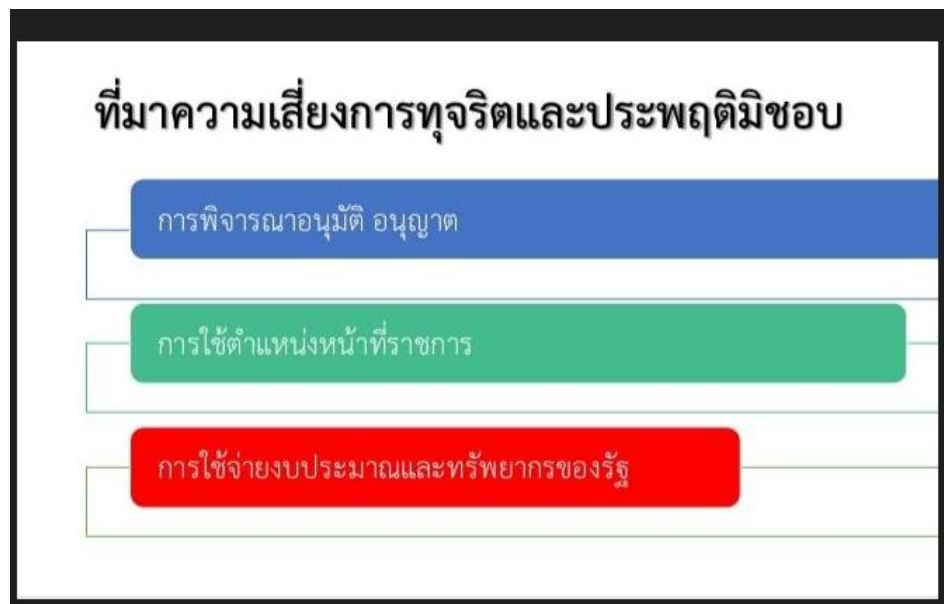 ที่มาความเสี่ยงการทุจริตและประพฤติมิชอบ
การพิจารณาอนุมัติ อนุญาต
การใช้ตำแหน่งหน้าที่ราชการ
การใช้จ่ายงบประมาณและทรัพยากรของรัฐ